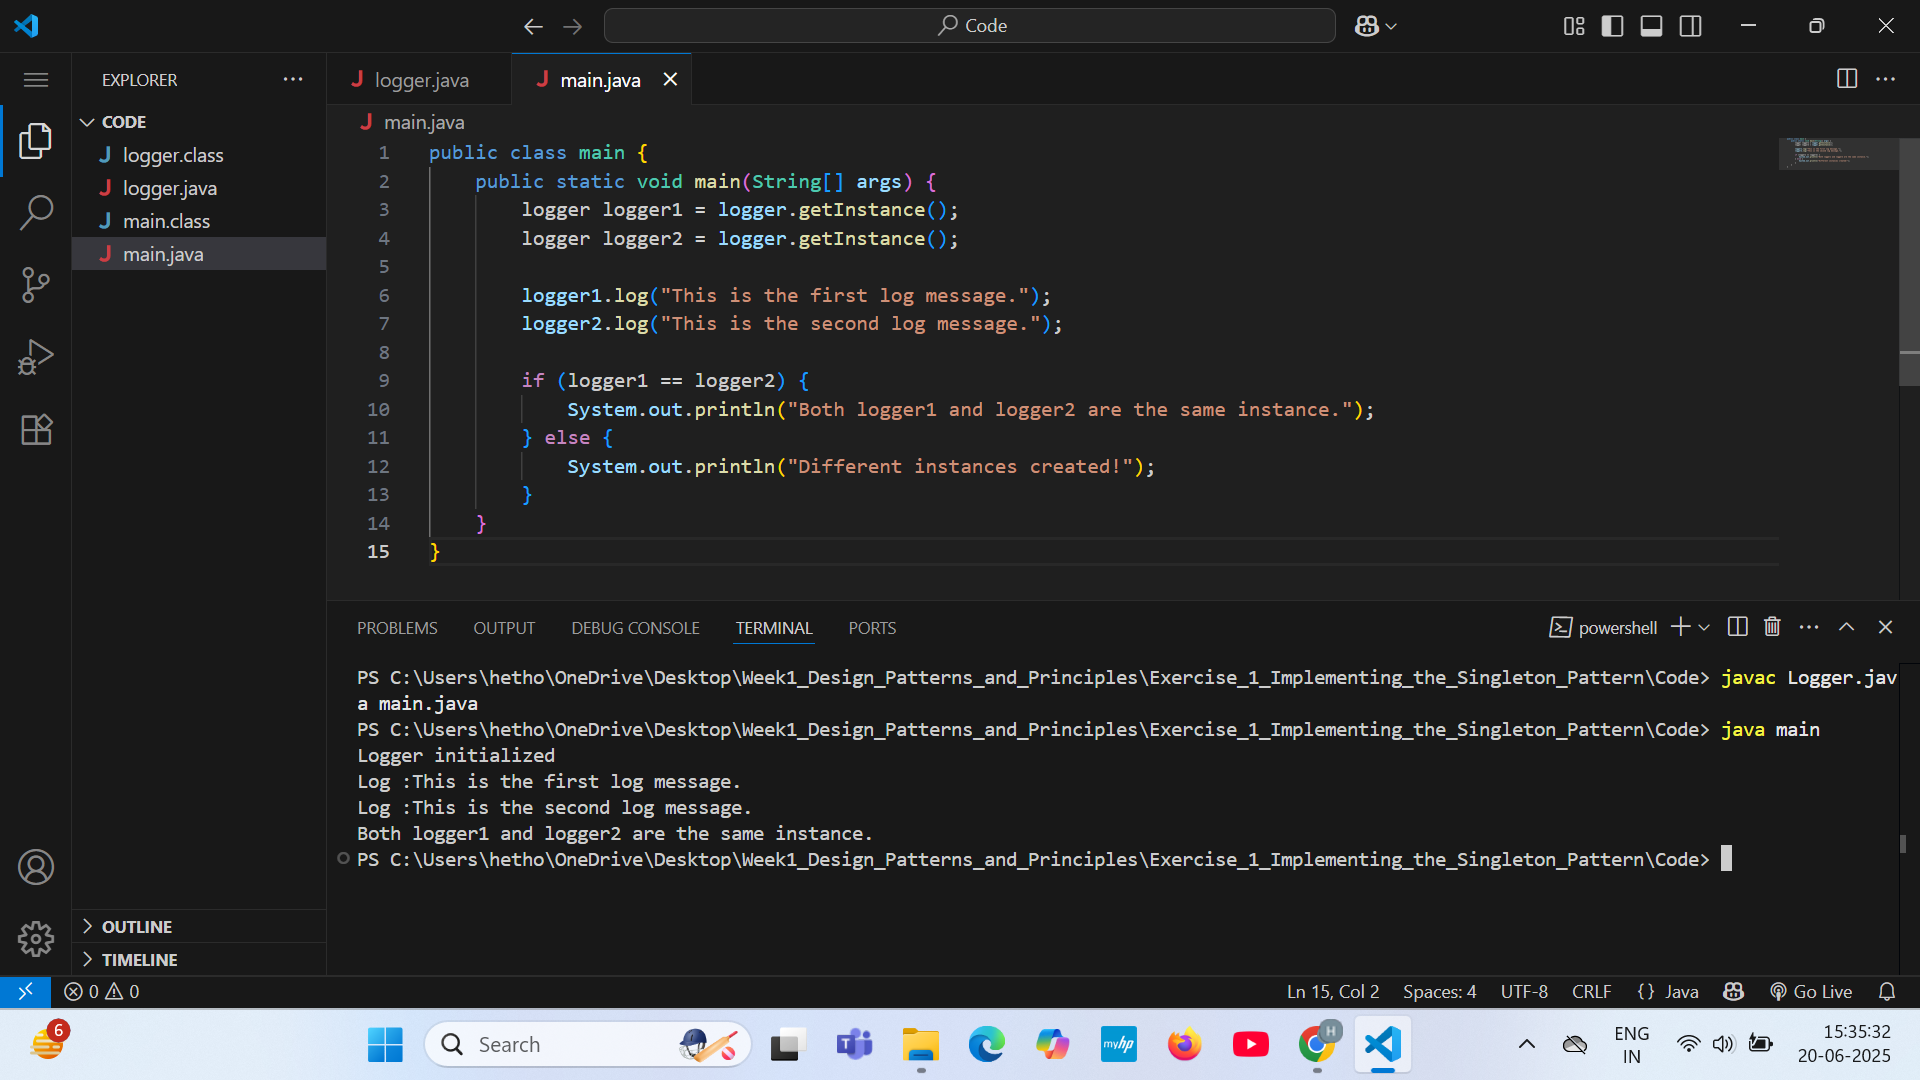 Code
EXPLORER
CODE
logger.class
logger.java
main.class
main.java
OUTLINE
TIMELINE
logger.java
main.java
main.java
1 public class main {
2 public static void main(String[] args) {
3 logger logger1 = logger.getInstance();
4 logger logger2 = logger.getInstance();
5
6 logger1.log("This is the first log message.");
7 logger2.log("This is the second log message.");
8
9 if (logger1 == logger2) {
10 System.out.println("Both logger1 and logger2 are the same instance.");
11 } else {
12 System.out.println("Different instances created!");
13 }
14 }
15 }
PROBLEMS OUTPUT DEBUG CONSOLE TERMINAL PORTS
powershell
PS C:\Users\hetho\OneDrive\Desktop\Week1_Design_Patterns_and_Principles\Exercise_1_Implementing_the_Singleton_Pattern\Code> javac Logger.jav
a main.java
PS C:\Users\hetho\OneDrive\Desktop\Week1_Design_Patterns_and_Principles\Exercise_1_Implementing_the_Singleton_Pattern\Code> java main
Logger initialized
Log :This is the first log message.
Log :This is the second log message.
Both logger1 and logger2 are the same instance.
PS C:\Users\hetho\OneDrive\Desktop\Week1_Design_Patterns_and_Principles\Exercise_1_Implementing_the_Singleton_Pattern\Code>
0 0
Ln 15, Col 2 Spaces: 4 UTF-8 CRLF {} Java Go Live
6
Search
T
myhp
H
ENG
IN
15:35:32
20-06-2025